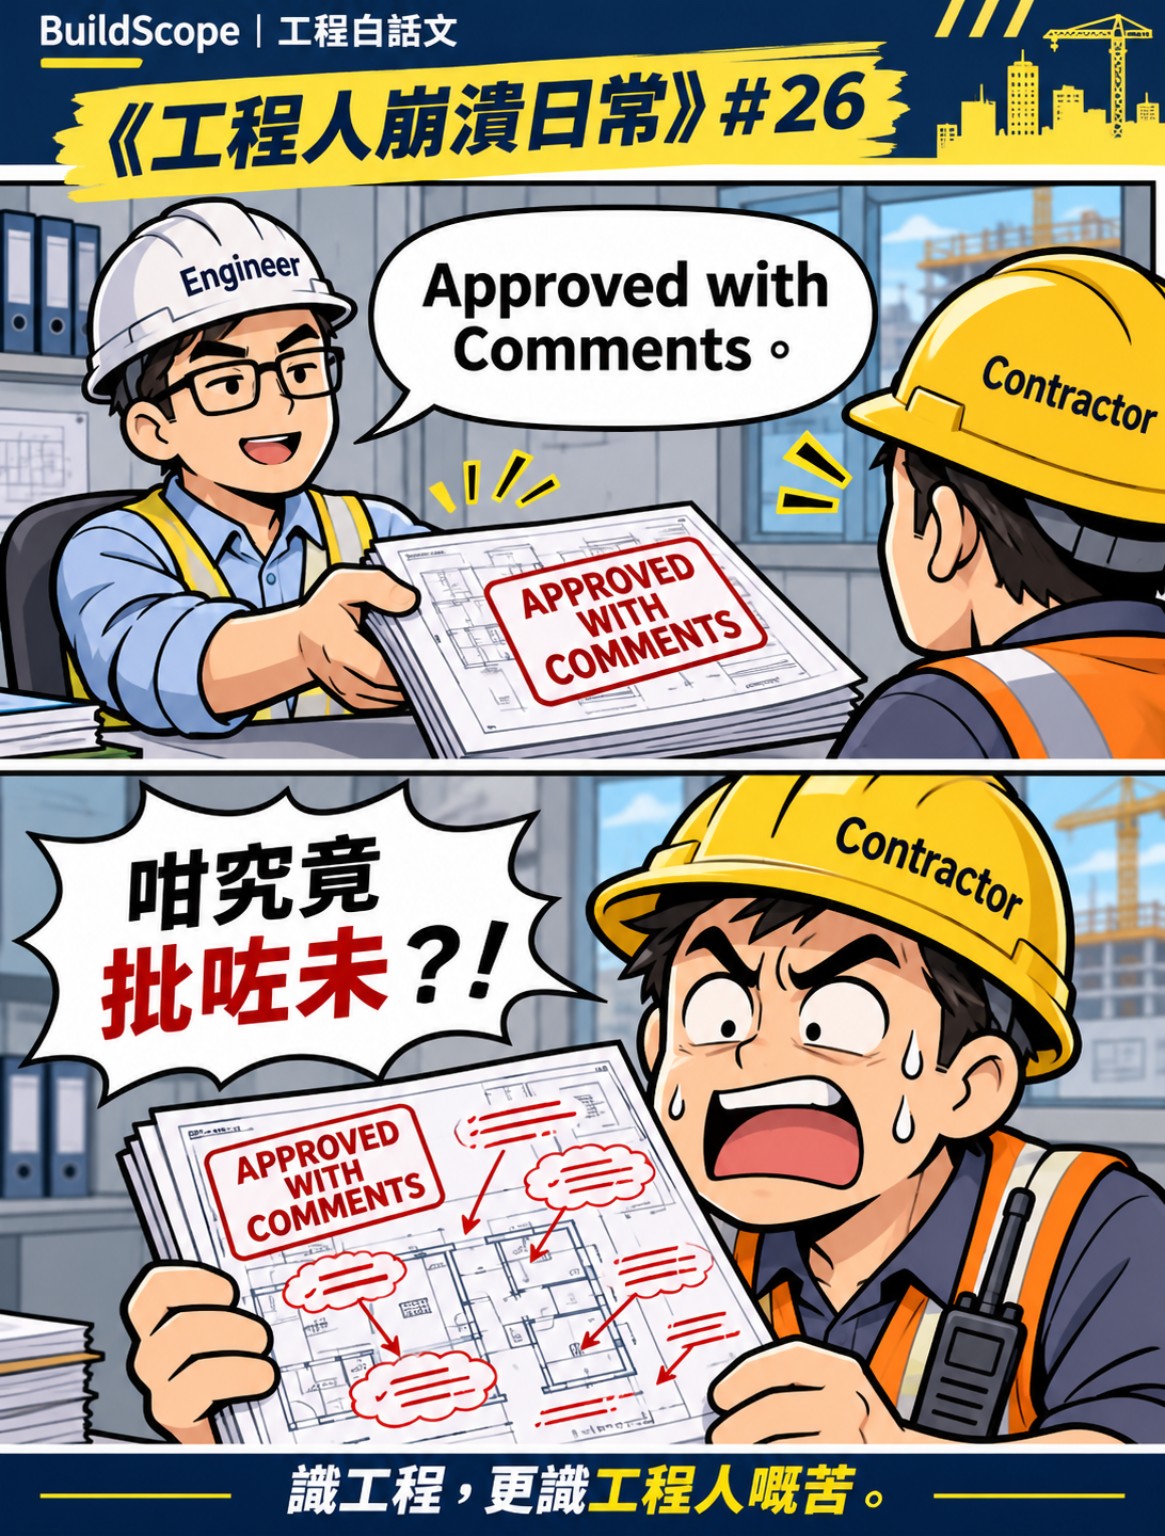 BuildScope｜工程白話文
《工程人崩潰日常》#26
Engineer
Approved with
Comments。
Contractor
APPROVED
WITH
COMMENTS
咁究竟
批咗未?!
Contractor
APPROVED
WITH
COMMENTS
識工程，更識工程人嘅苦。